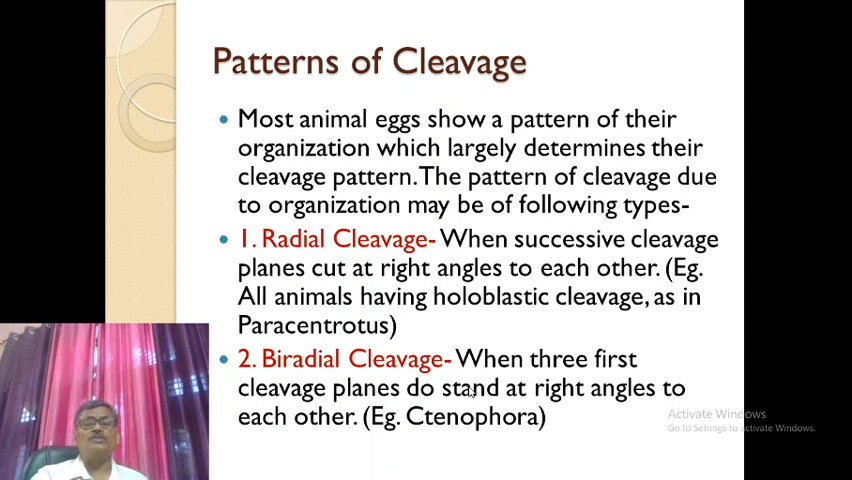 Patterns of Cleavage
Most animal eggs show a pattern of their
organization which largely determines their
cleavage pattern. The pattern of cleavage due
to organization may be of following types-
1. Radial Cleavage- When successive cleavage
planes cut at right angles to each other. (Eg.
All animals having holoblastic cleavage, as in
Paracentrotus)
2. Biradial Cleavage- When three first
cleavage planes do stand at right angles to
each other. (Eg. Ctenophora)
Activate Windows
Go to Settings to activate Windows.